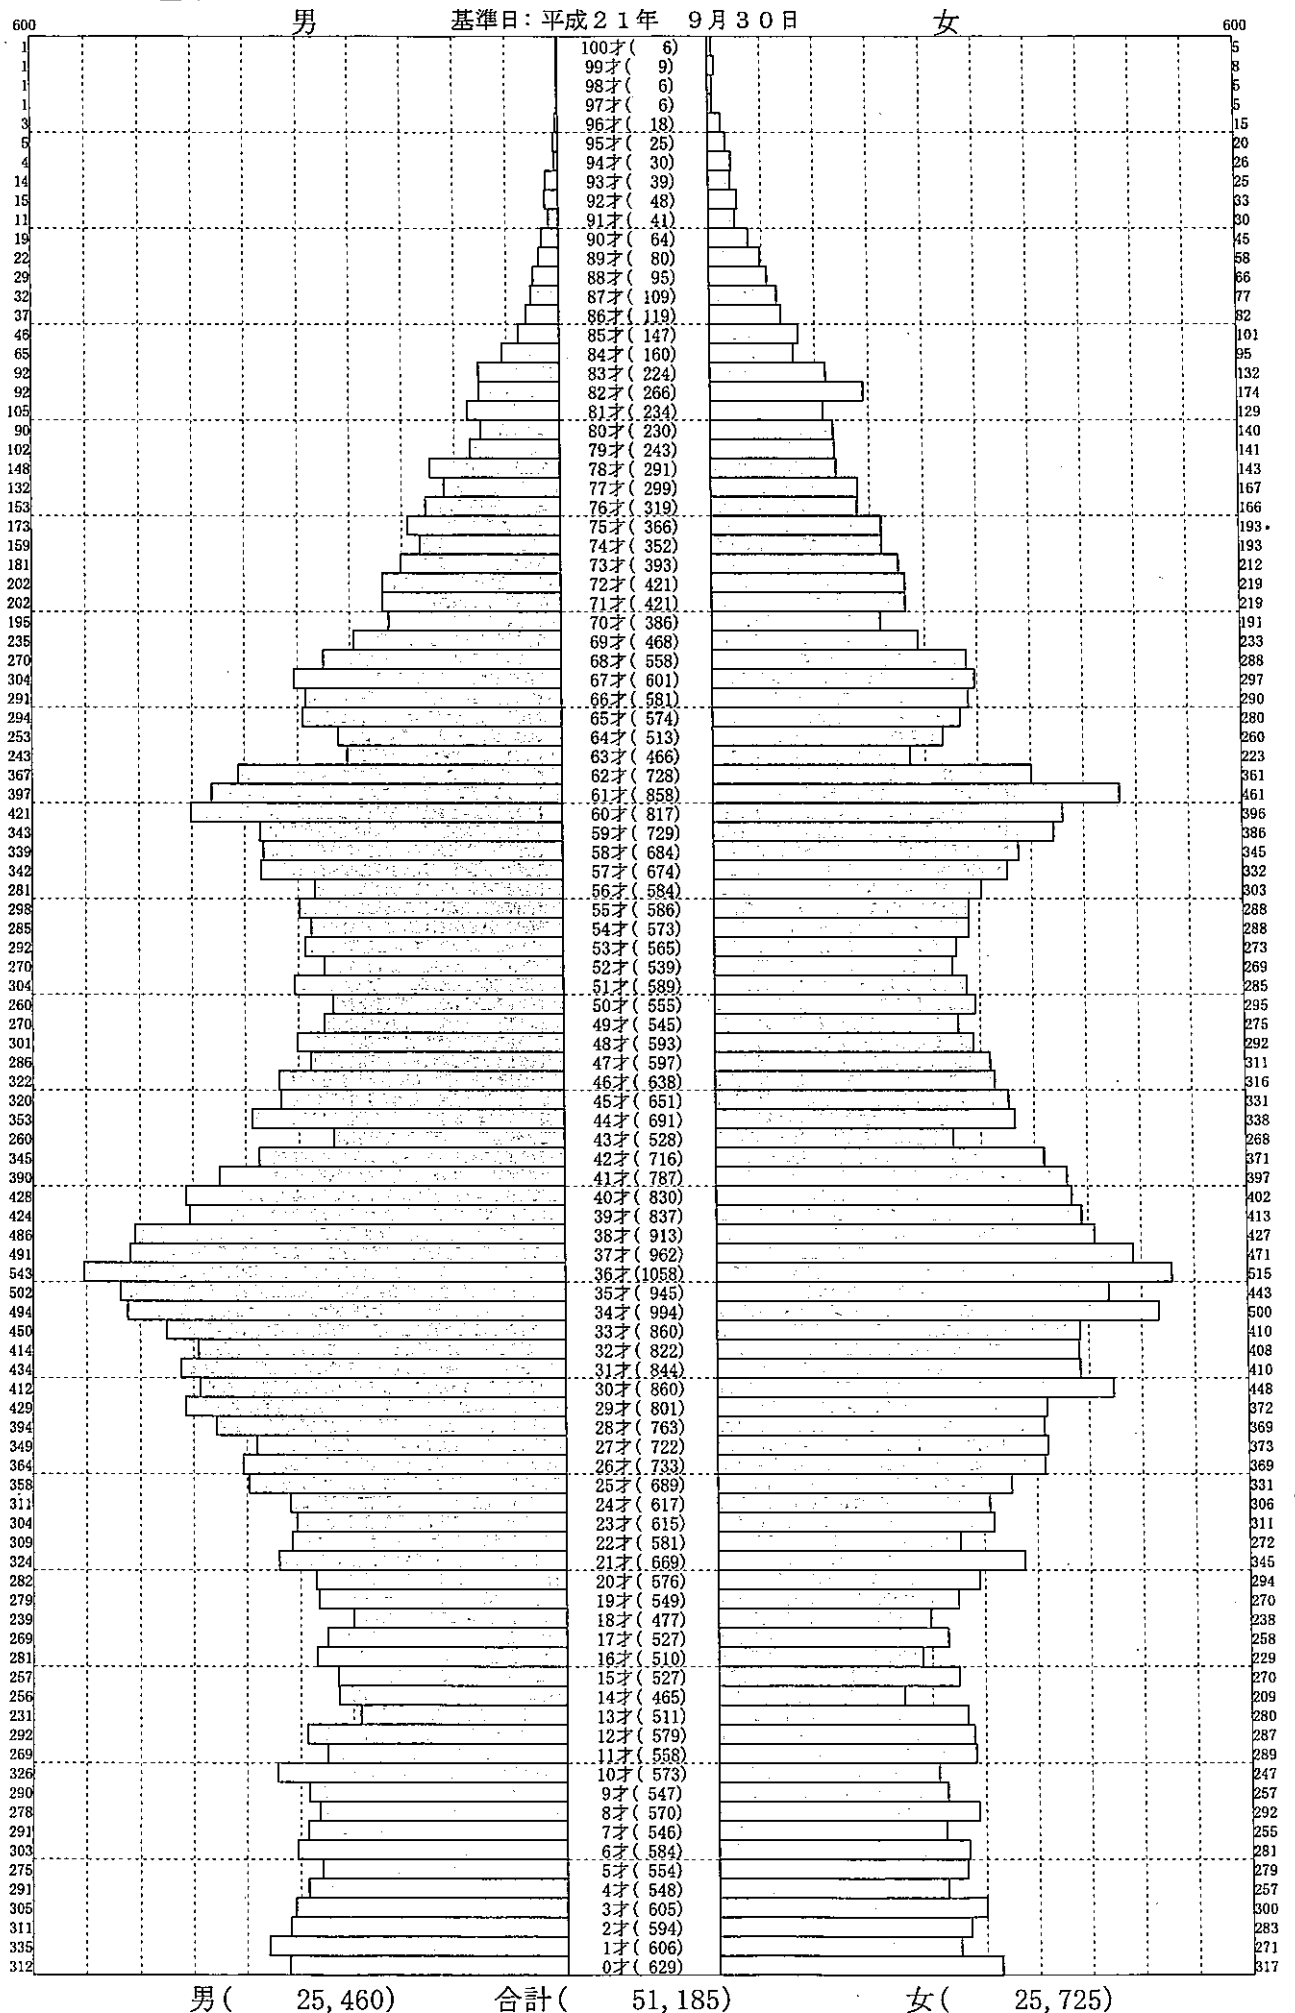 男 基準日：平成２１年　９月３０日 女
600 600
1 100才( 6) 5
1 99才( 9) 8
1 98才( 6) 5
1 97才( 6) 5
3 96才( 18) 15
5 95才( 25) 20
4 94才( 30) 26
14 93才( 39) 25
15 92才( 48) 33
11 91才( 41) 30
19 90才( 64) 45
22 89才( 80) 58
29 88才( 95) 66
32 87才( 109) 77
37 86才( 119) 82
46 85才( 147) 101
65 84才( 160) 95
92 83才( 224) 132
92 82才( 266) 174
105 81才( 234) 129
90 80才( 230) 140
102 79才( 243) 141
148 78才( 291) 143
132 77才( 299) 167
153 76才( 319) 166
173 75才( 366) 193
159 74才( 352) 193
181 73才( 393) 212
202 72才( 421) 219
202 71才( 421) 219
195 70才( 386) 191
235 69才( 468) 233
270 68才( 558) 288
304 67才( 601) 297
291 66才( 581) 290
294 65才( 574) 280
253 64才( 513) 260
243 63才( 466) 223
367 62才( 728) 361
397 61才( 858) 461
421 60才( 817) 396
343 59才( 729) 386
339 58才( 684) 345
342 57才( 674) 332
281 56才( 584) 303
298 55才( 586) 288
285 54才( 573) 288
292 53才( 565) 273
270 52才( 539) 269
304 51才( 589) 285
260 50才( 555) 295
270 49才( 545) 275
301 48才( 593) 292
286 47才( 597) 311
322 46才( 638) 316
320 45才( 651) 331
353 44才( 691) 338
260 43才( 528) 268
345 42才( 716) 371
390 41才( 787) 397
428 40才( 830) 402
424 39才( 837) 413
486 38才( 913) 427
491 37才( 962) 471
543 36才(1058) 515
502 35才( 945) 443
494 34才( 994) 500
450 33才( 860) 410
414 32才( 822) 408
434 31才( 844) 410
412 30才( 860) 448
429 29才( 801) 372
394 28才( 763) 369
349 27才( 722) 373
364 26才( 733) 369
358 25才( 689) 331
311 24才( 617) 306
304 23才( 615) 311
309 22才( 581) 272
324 21才( 669) 345
282 20才( 576) 294
279 19才( 549) 270
239 18才( 477) 238
269 17才( 527) 258
281 16才( 510) 229
257 15才( 527) 270
256 14才( 465) 209
231 13才( 511) 280
292 12才( 579) 287
269 11才( 558) 289
326 10才( 573) 247
290 9才( 547) 257
278 8才( 570) 292
291 7才( 546) 255
303 6才( 584) 281
275 5才( 554) 279
291 4才( 548) 257
305 3才( 605) 300
311 2才( 594) 283
335 1才( 606) 271
312 0才( 629) 317
男( 25,460) 合計( 51,185) 女( 25,725)